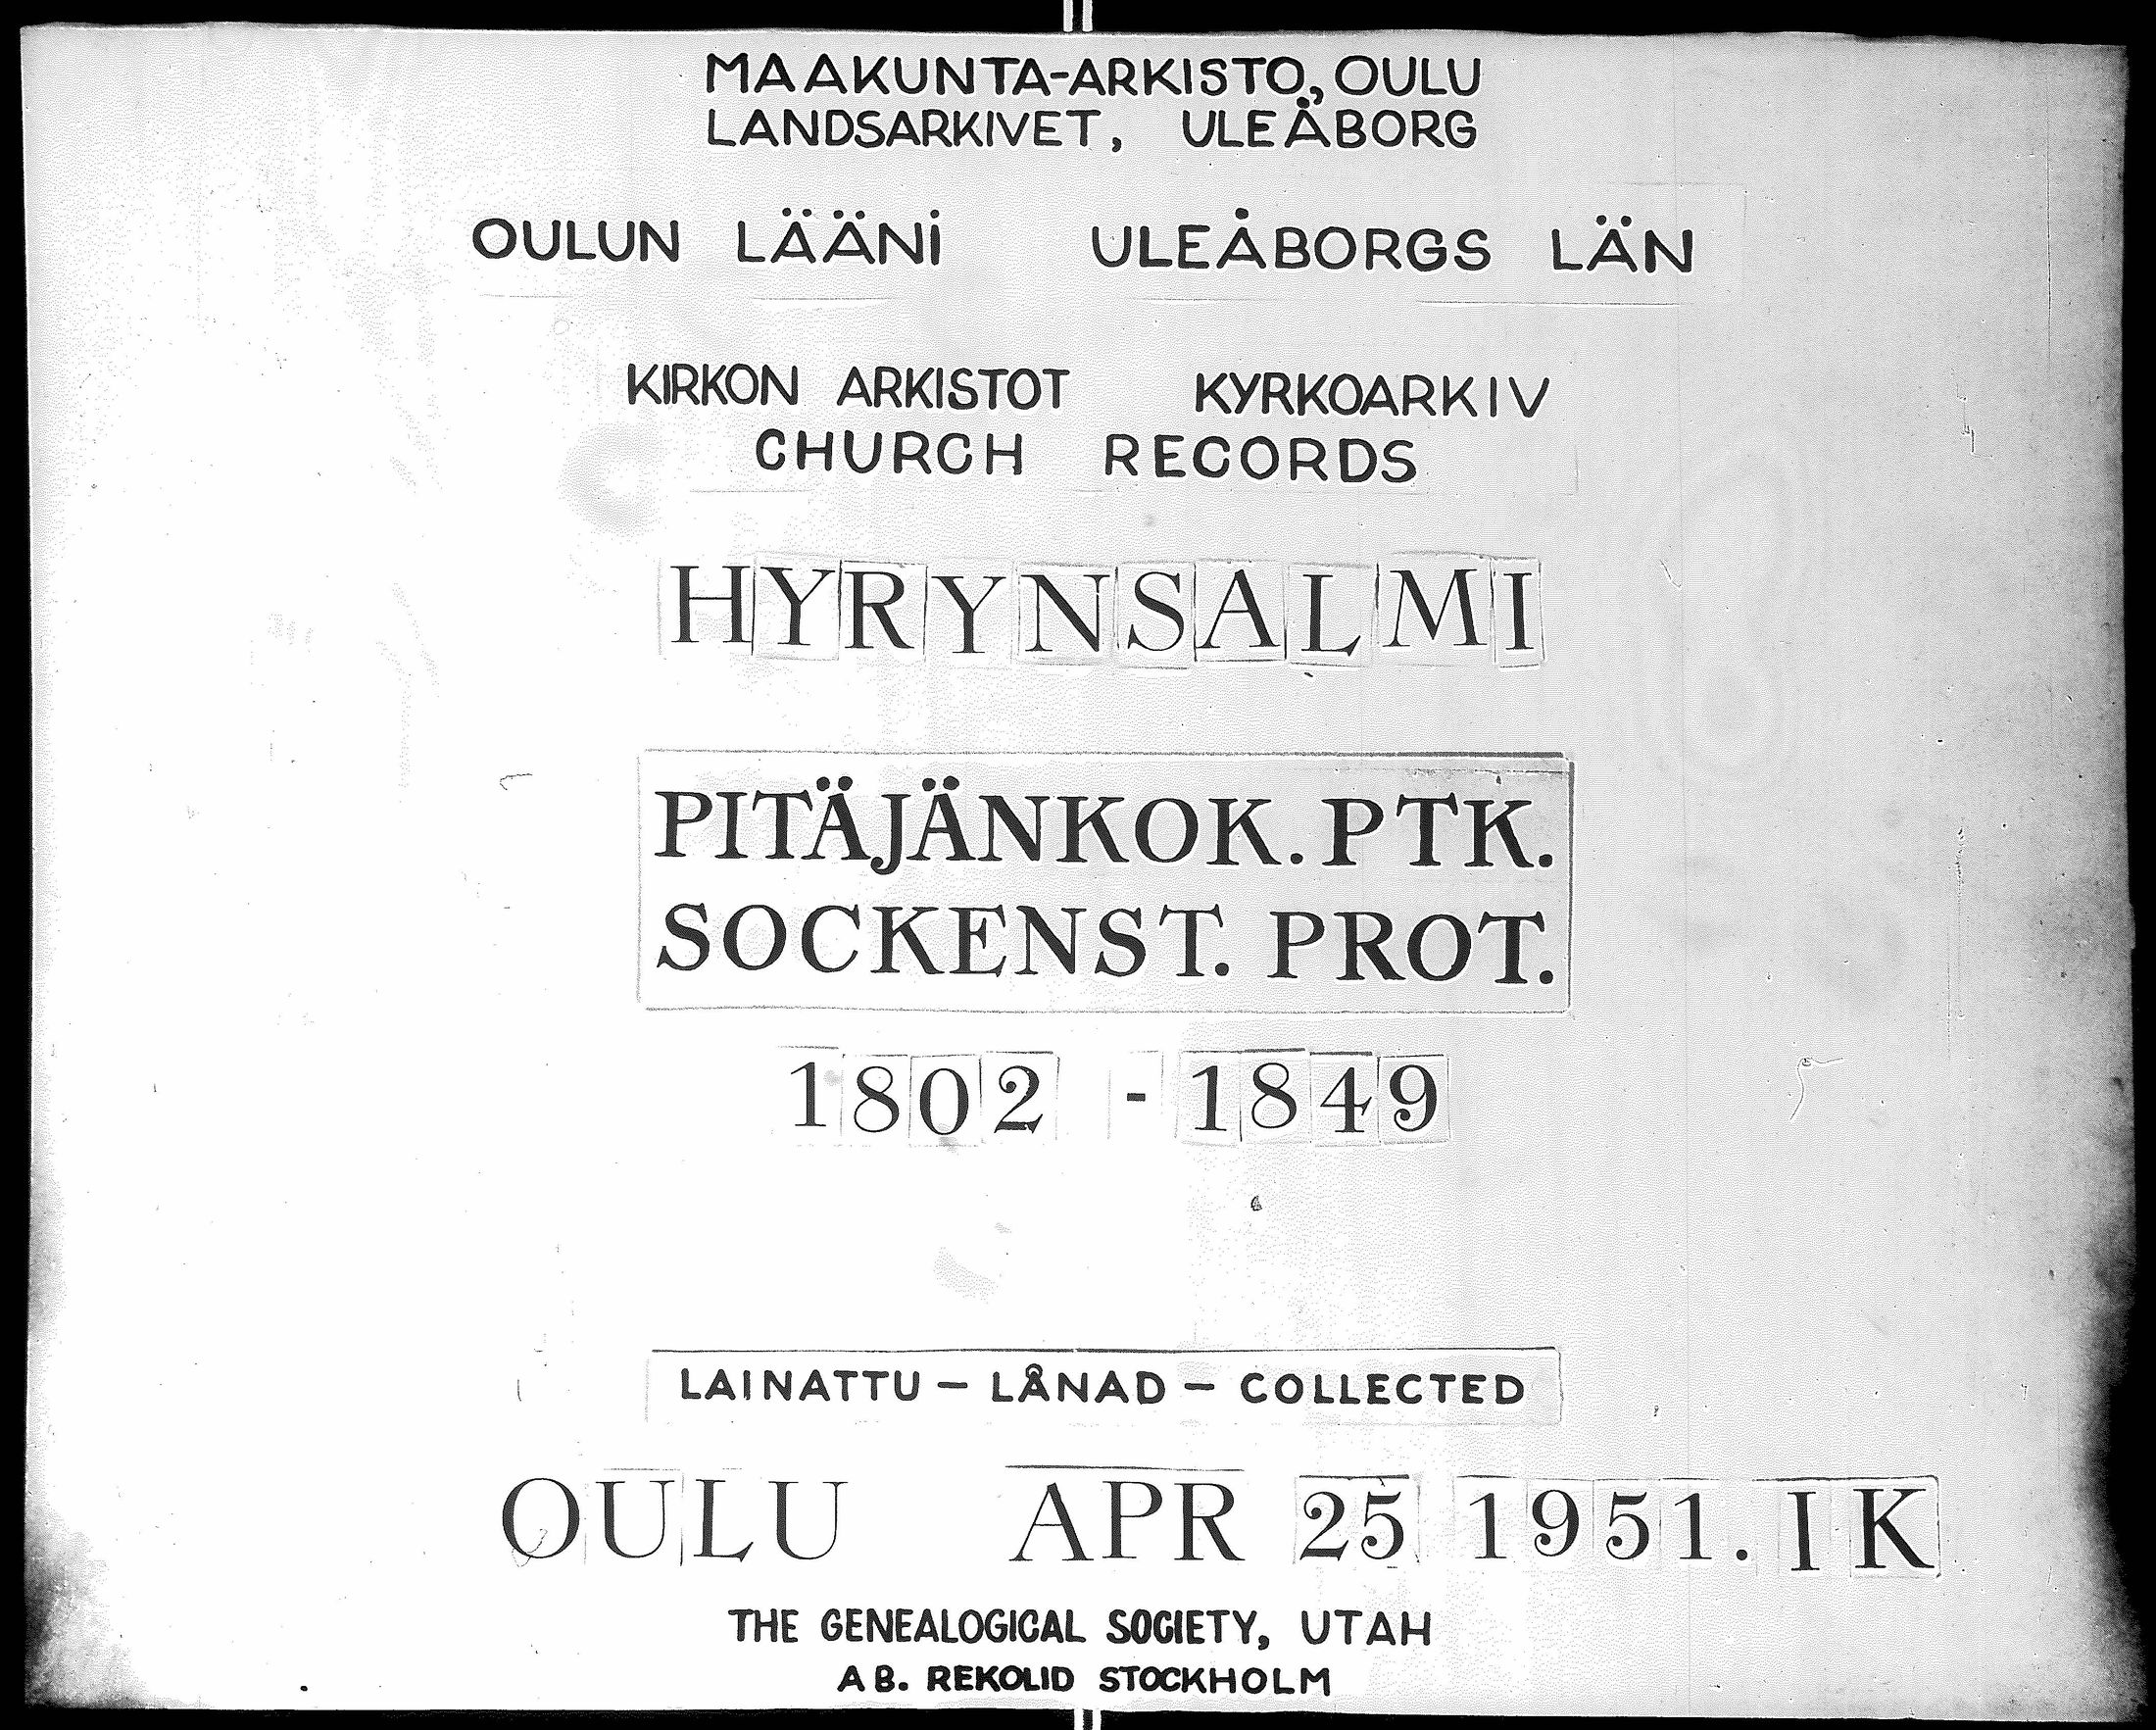 MAAKUNTA-ARKISTO, OULU
LANDSARKIVET, ULEÅBORG
OULUN LÄÄNI ULEÅBORGS LÄN
KIRKON ARKISTOT KYRKOARKIV
CHURCH RECORDS
HYRYNSALMI
PITÄJÄNKOK. PTK.
SOCKENST. PROT.
1802 - 1849
LAINATTU – LÅNAD – COLLECTED
OULU APR 25 1951. IK
THE GENEALOGICAL SOCIETY, UTAH
AB. REKOLID STOCKHOLM